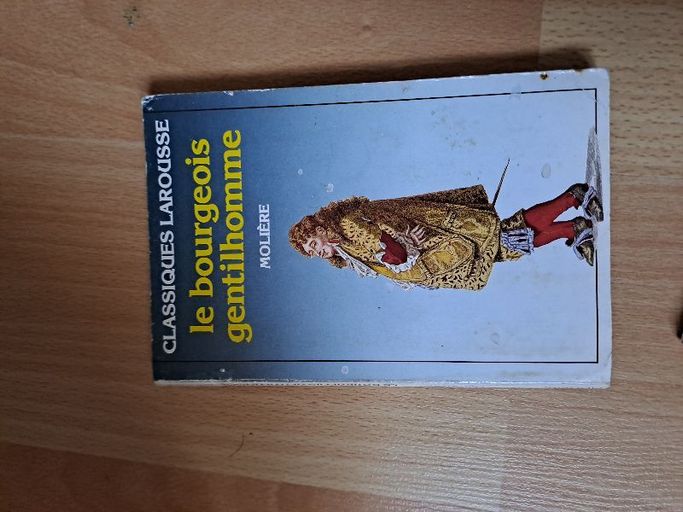 CLASSIQUES LAROUSSE
le bourgeois
gentilhomme
MOLIÈRE